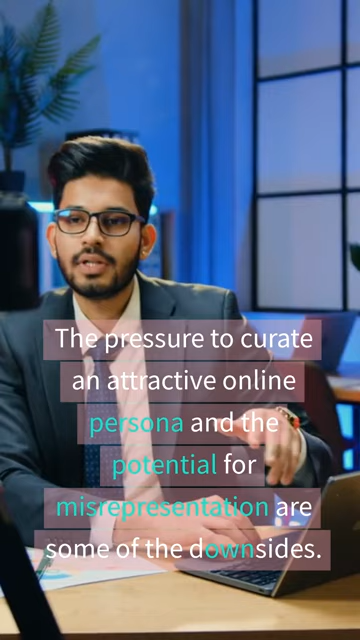 The pressure to curate
an attractive online
persona and the
potential for
misrepresentation are
some of the downsides.